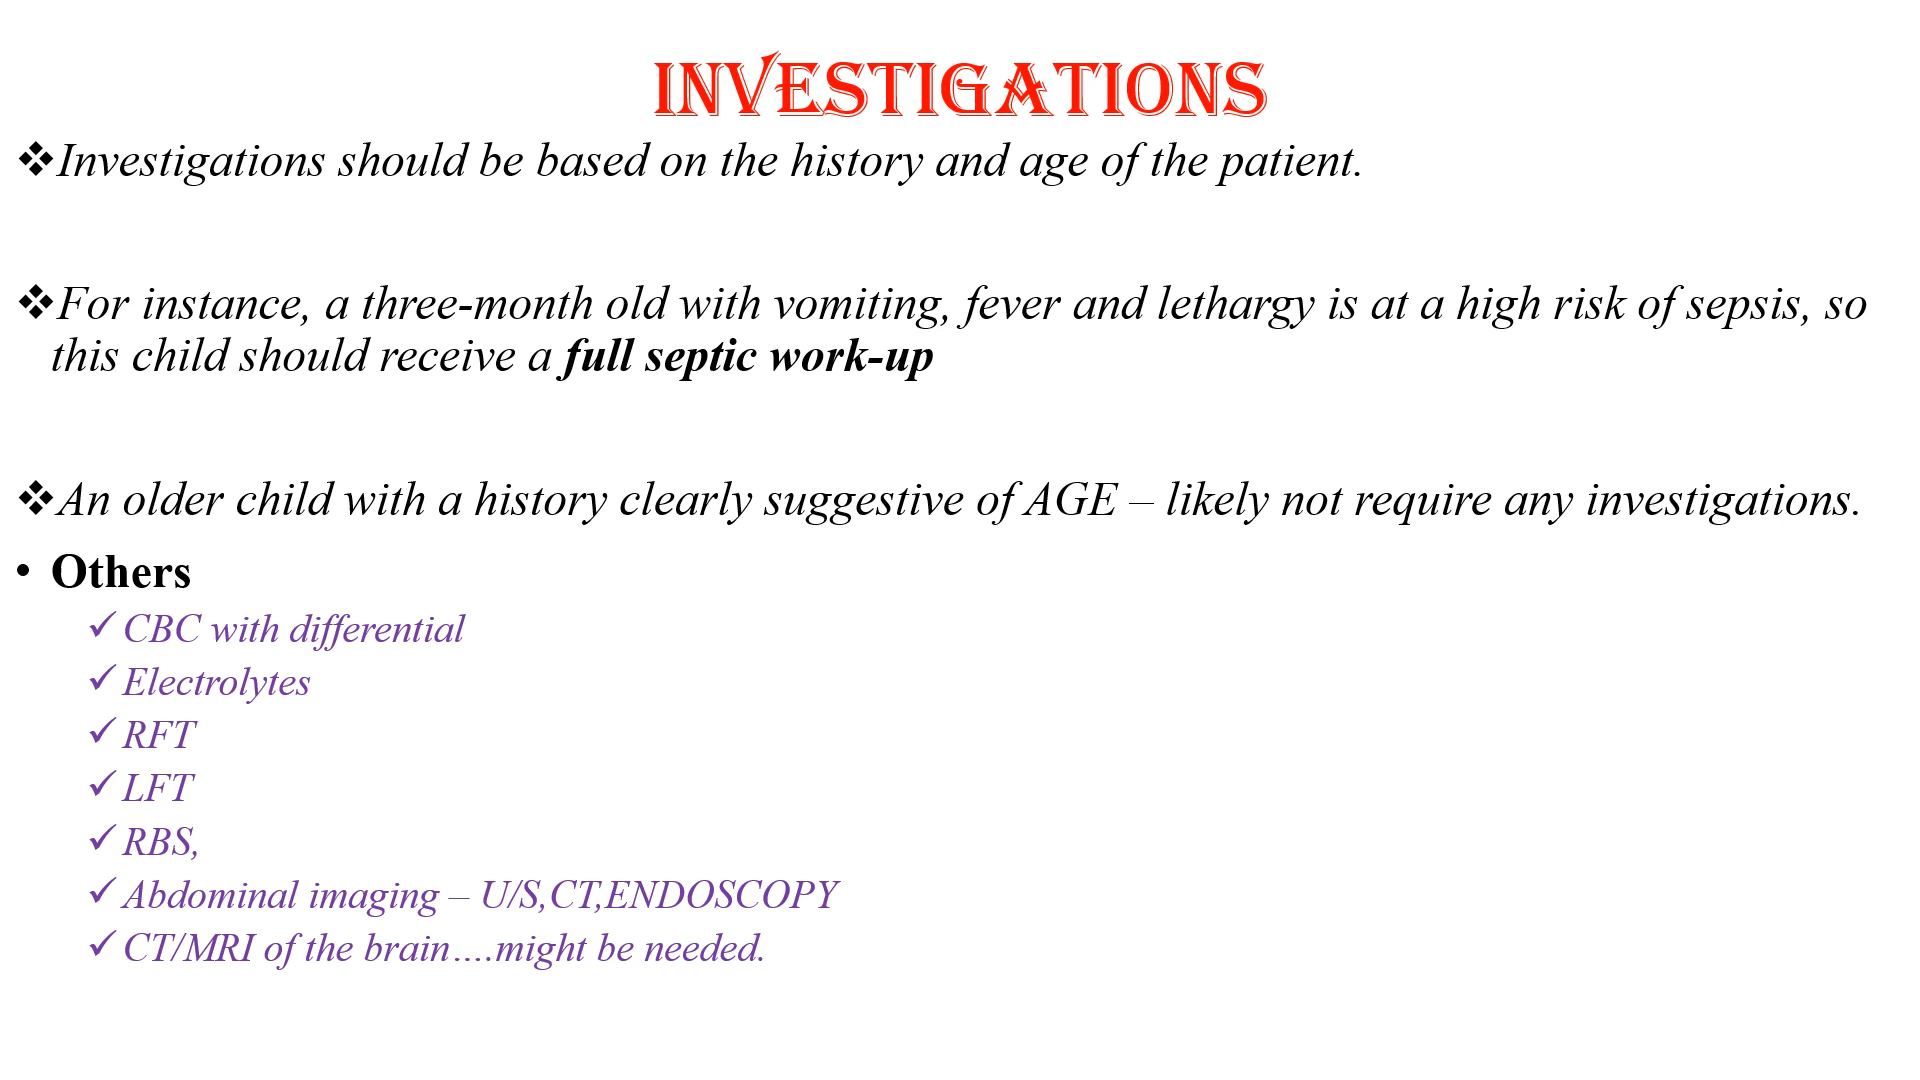 INVESTIGATIONS
❖Investigations should be based on the history and age of the patient.
❖For instance, a three-month old with vomiting, fever and lethargy is at a high risk of sepsis, so
this child should receive a full septic work-up
❖An older child with a history clearly suggestive of AGE – likely not require any investigations.
• Others
✓CBC with differential
✓Electrolytes
✓RFT
✓LFT
✓RBS,
✓Abdominal imaging – U/S,CT,ENDOSCOPY
✓CT/MRI of the brain….might be needed.